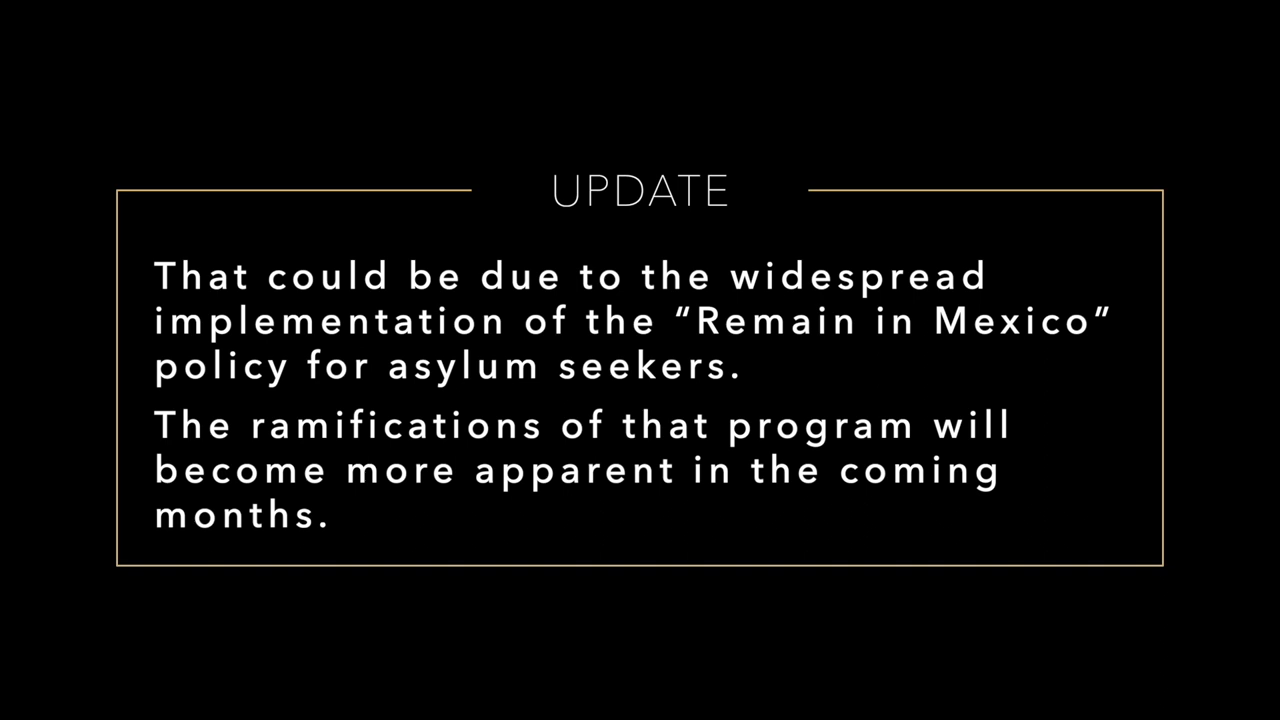 UPDATE
That could be due to the widespread
implementation of the “Remain in Mexico”
policy for asylum seekers.
The ramifications of that program will
become more apparent in the coming
months.